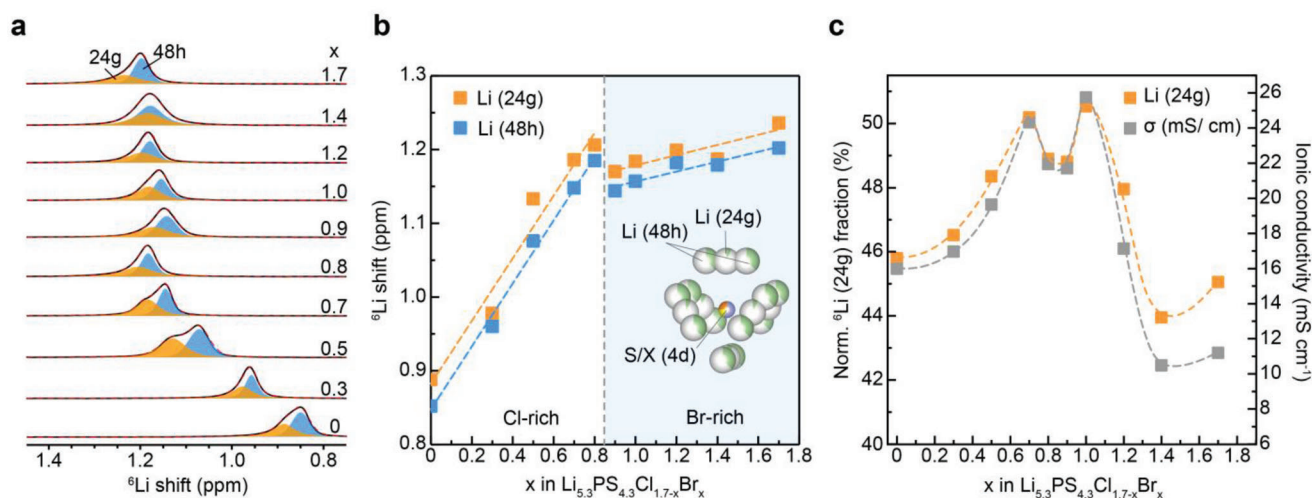 a
24g
48h
x
1.7
1.4
1.2
1.0
0.9
0.8
0.7
0.5
0.3
0
1.4 1.2 1.0 0.8
⁶Li shift (ppm)
b
1.3
1.2
1.1
1.0
0.9
0.8
⁶Li shift (ppm)
Li (24g)
Li (48h)
Li (24g)
Li (48h)
S/X (4d)
Cl-rich
Br-rich
0 0.2 0.4 0.6 0.8 1.0 1.2 1.4 1.6 1.8
x in Li₅.₃PS₄.₃Cl₁.₇₋ₓBrₓ
c
50
48
46
44
42
40
Norm. ⁶Li (24g) fraction (%)
Li (24g)
σ (mS/ cm)
26
24
22
20
18
16
14
12
10
8
6
Ionic conductivity (mS cm⁻¹)
0.0 0.2 0.4 0.6 0.8 1.0 1.2 1.4 1.6 1.8
x in Li₅.₃PS₄.₃Cl₁.₇₋ₓBrₓ